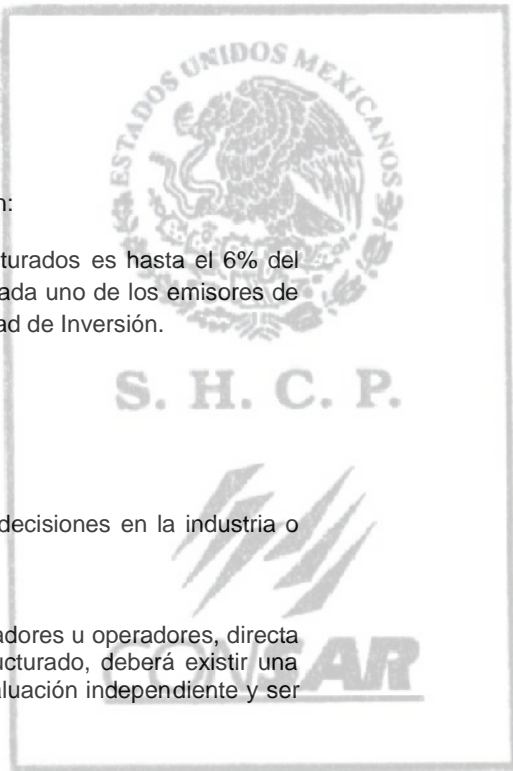 ESTADOS UNIDOS MEXICANOS
n:
turados es hasta el 6% del
ada uno de los emisores de
ad de Inversión.
S. H. C. P.
decisiones en la industria o
adores u operadores, directa
ucturado, deberá existir una
aluación independiente y ser
CONSAR